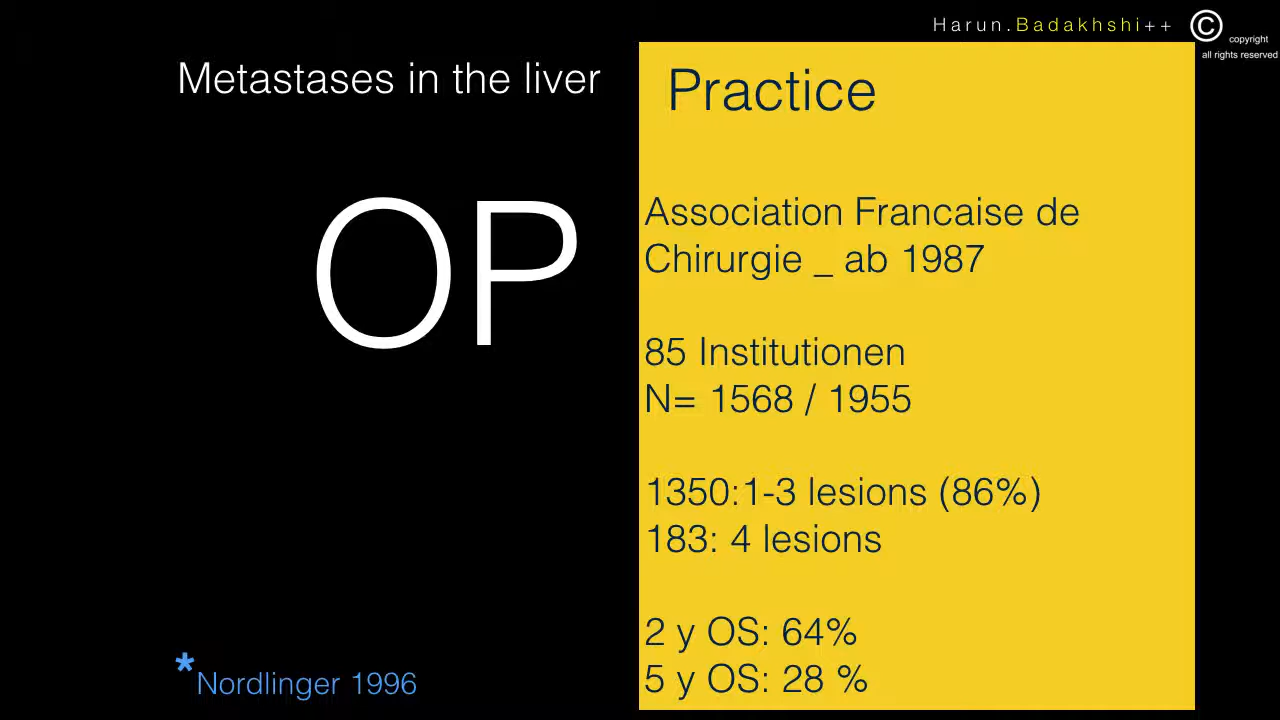 Harun.Badakhshi++
©
copyright
all rights reserved
Metastases in the liver
OP
*Nordlinger 1996
Practice
Association Francaise de
Chirurgie _ ab 1987
85 Institutionen
N= 1568 / 1955
1350:1-3 lesions (86%)
183: 4 lesions
2 y OS: 64%
5 y OS: 28 %